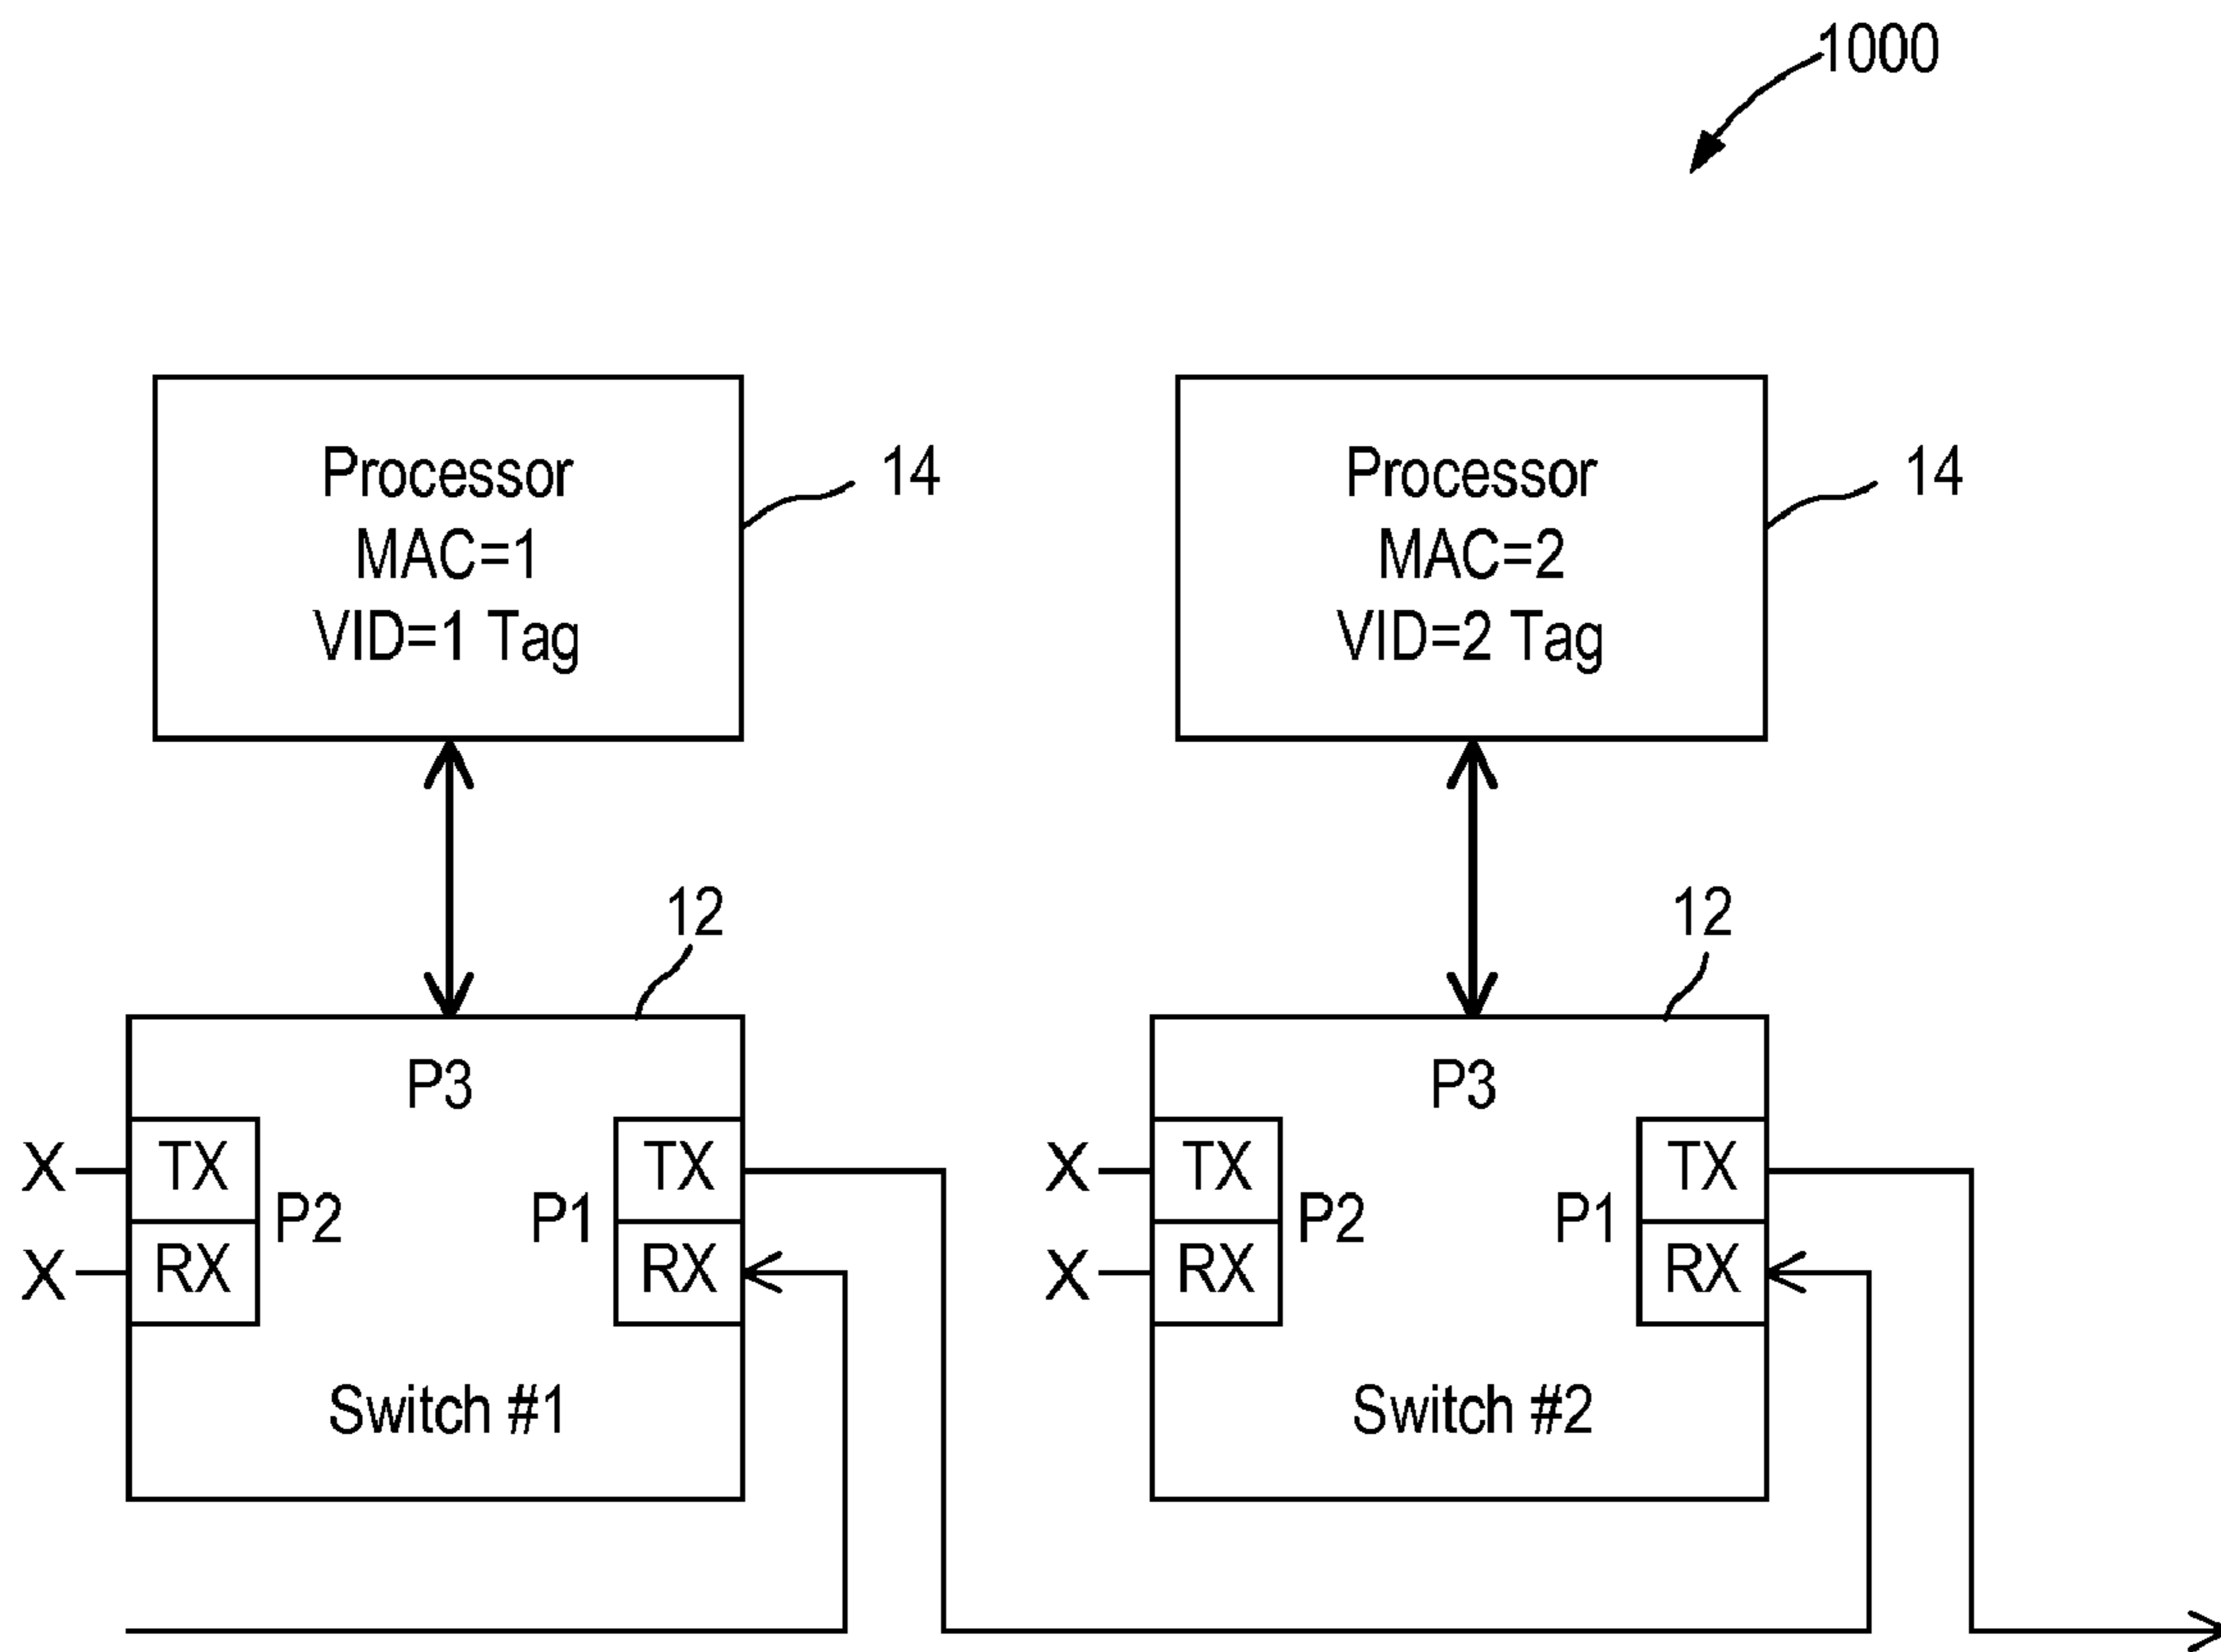 1000
Processor
MAC=1
VID=1 Tag
14
Processor
MAC=2
VID=2 Tag
14
12
12
P3
P3
X
TX
P2
P1
TX
X
RX
RX
X
TX
P2
P1
TX
X
RX
RX
Switch #1
Switch #2